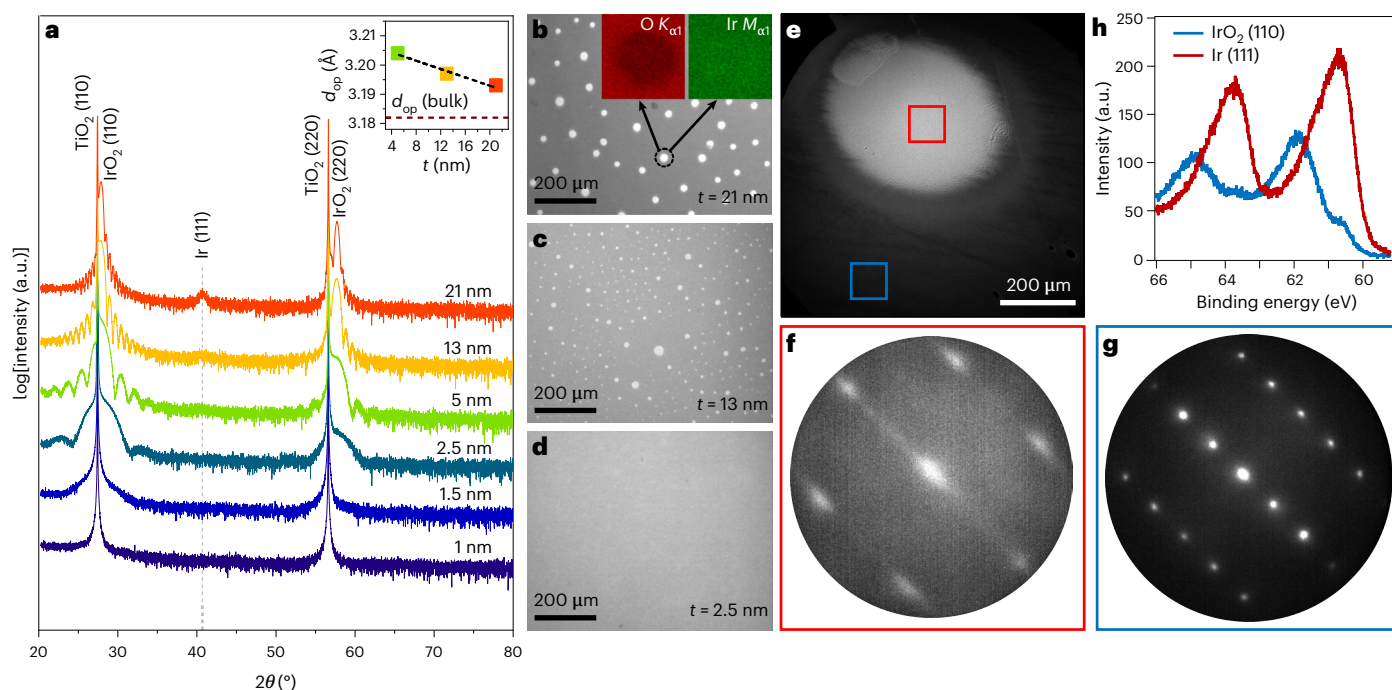 a
log[intensity (a.u.)]
TiO₂ (110)
IrO₂ (110)
Ir (111)
TiO₂ (220)
IrO₂ (220)
21 nm
13 nm
5 nm
2.5 nm
1.5 nm
1 nm
20 30 40 50 60 70 80
2θ (°)
d_op (Å)
3.21
3.20
3.19
3.18
d_op (bulk)
4 12 20
t (nm)
b
O Kα1
Ir Mα1
200 µm
t = 21 nm
c
200 µm
t = 13 nm
d
200 µm
t = 2.5 nm
e
200 µm
f
g
h
IrO₂ (110)
Ir (111)
Intensity (a.u.)
250
200
150
100
50
0
66 64 62 60
Binding energy (eV)